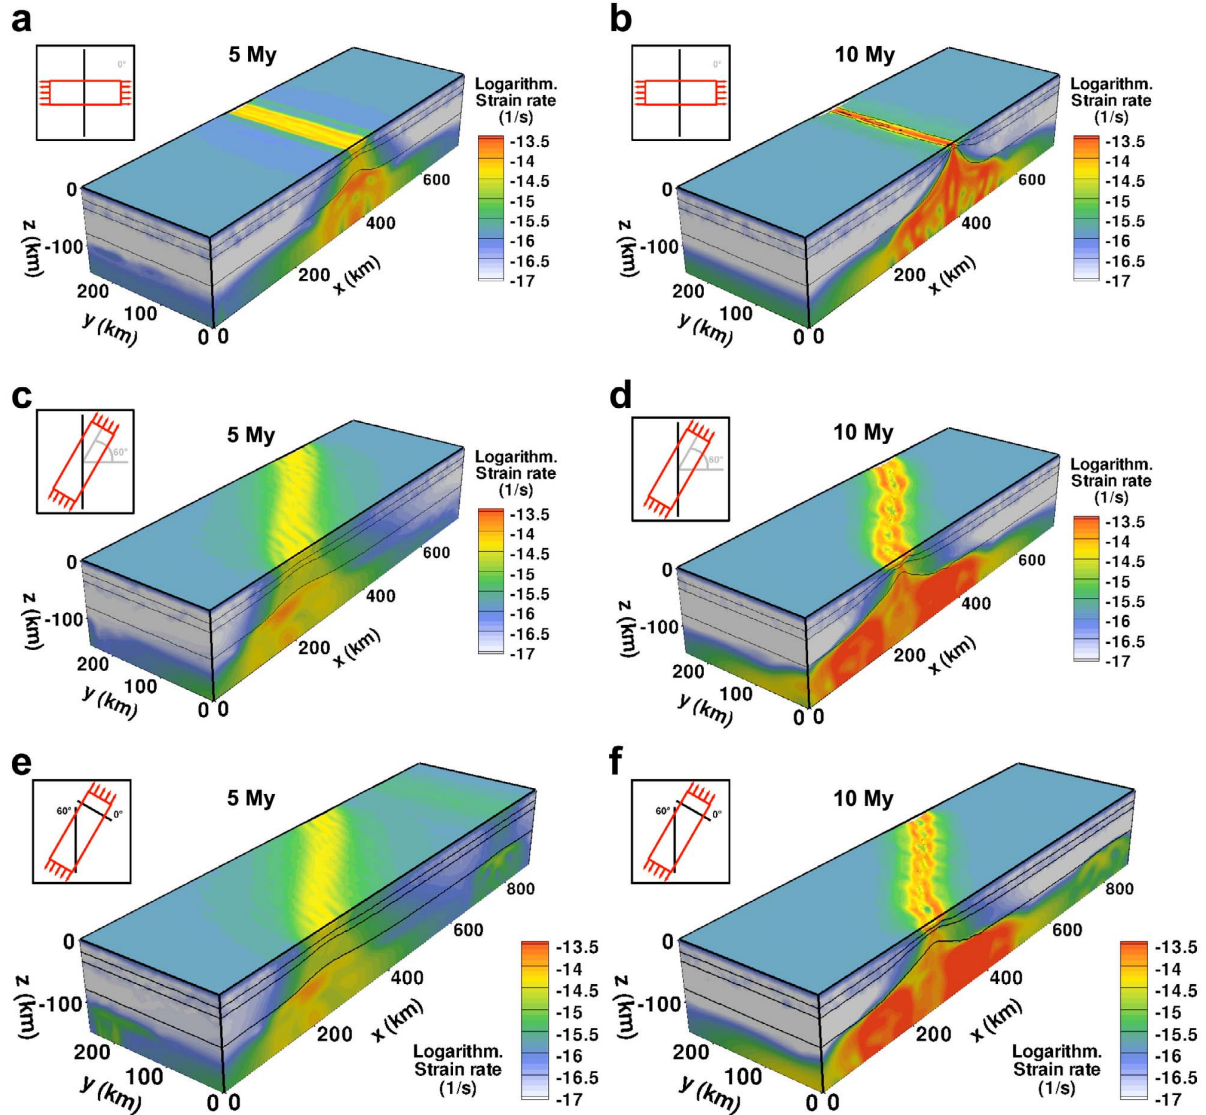 a
5 My
0°
Logarithm.
Strain rate
(1/s)
-13.5
-14
-14.5
-15
-15.5
-16
-16.5
-17
0
-100
z (km)
200
100
0
y (km)
0
200
400
600
x (km)
b
10 My
0°
Logarithm.
Strain rate
(1/s)
-13.5
-14
-14.5
-15
-15.5
-16
-16.5
-17
0
-100
z (km)
200
100
0
y (km)
0
200
400
600
x (km)
c
5 My
60°
Logarithm.
Strain rate
(1/s)
-13.5
-14
-14.5
-15
-15.5
-16
-16.5
-17
0
-100
z (km)
200
100
0
y (km)
0
200
400
600
x (km)
d
10 My
60°
Logarithm.
Strain rate
(1/s)
-13.5
-14
-14.5
-15
-15.5
-16
-16.5
-17
0
-100
z (km)
200
100
0
y (km)
0
200
400
600
x (km)
e
5 My
60°
0°
0
-100
z (km)
200
100
0
y (km)
0
200
400
600
800
x (km)
Logarithm.
Strain rate
(1/s)
-13.5
-14
-14.5
-15
-15.5
-16
-16.5
-17
f
10 My
60°
0°
0
-100
z (km)
200
100
0
y (km)
0
200
400
600
800
x (km)
Logarithm.
Strain rate
(1/s)
-13.5
-14
-14.5
-15
-15.5
-16
-16.5
-17